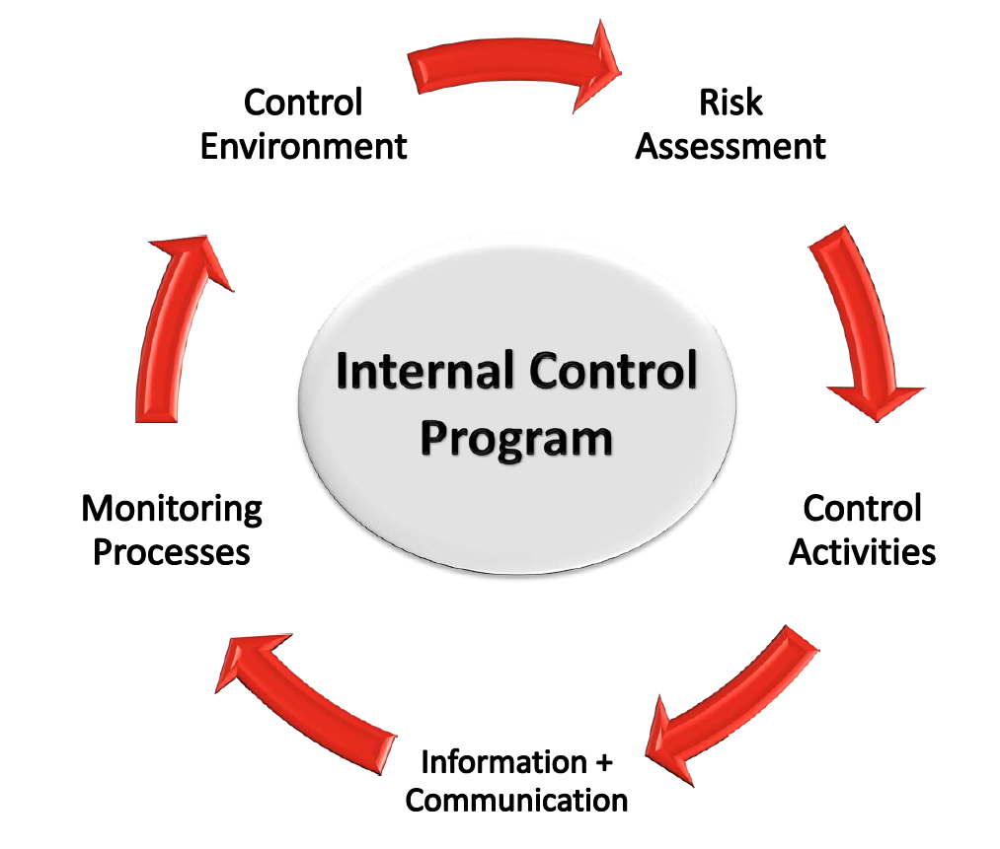 Control
Environment
Risk
Assessment
Internal Control
Program
Monitoring
Processes
Control
Activities
Information +
Communication